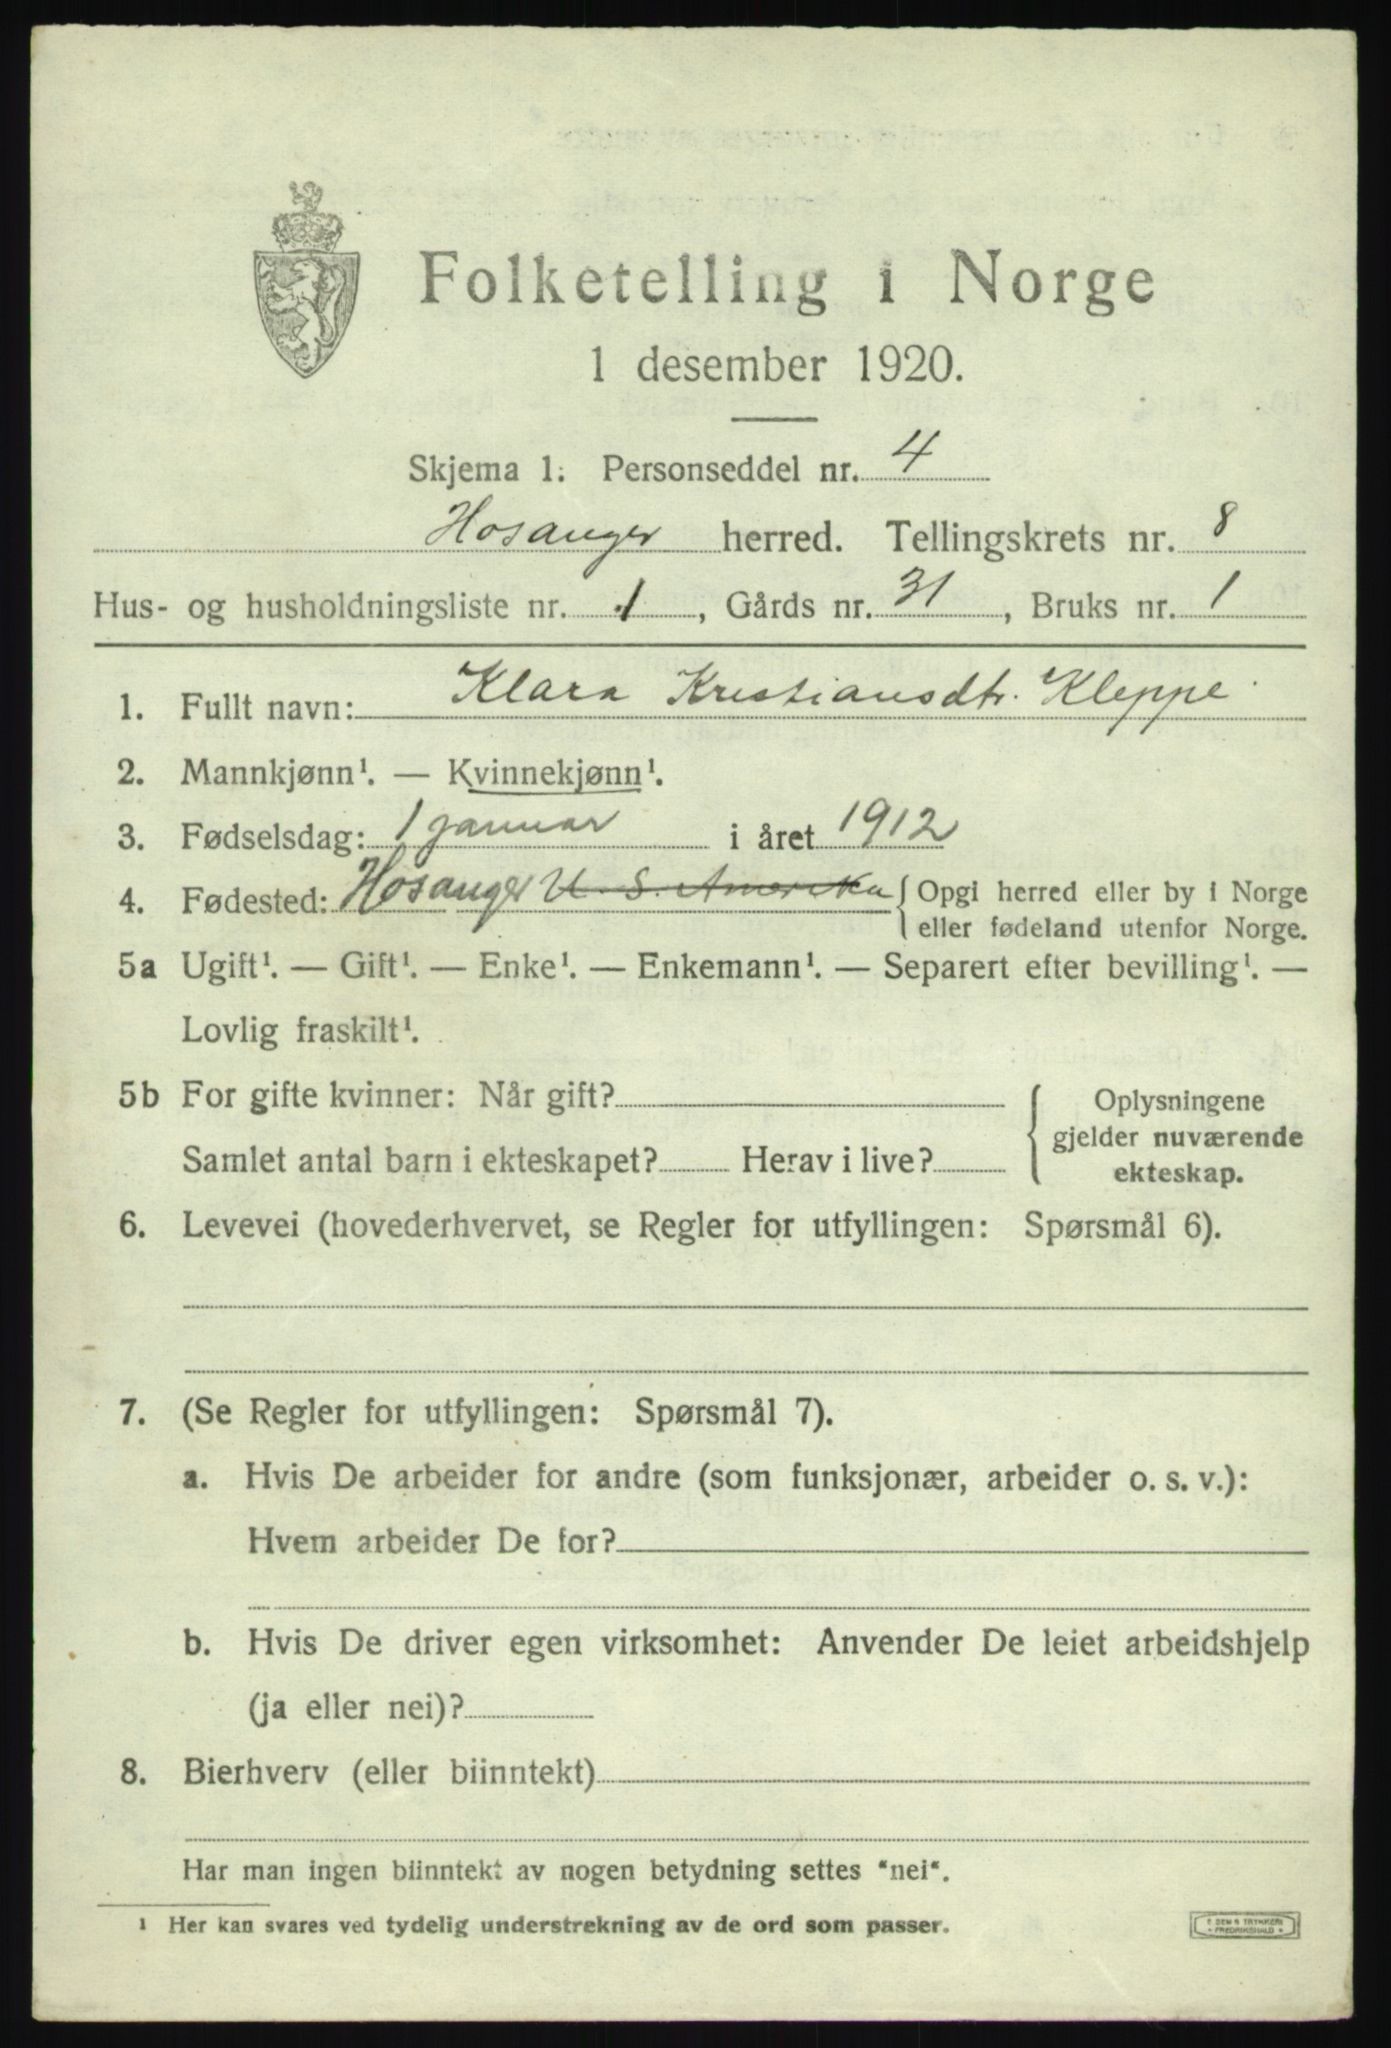 Folketelling i Norge
1 desember 1920.
Skjema 1. Personseddel nr. 4
Hosanger herred. Tellingskrets nr. 8
Hus- og husholdningsliste nr. 1, Gårds nr. 31, Bruks nr. 1
1. Fullt navn: Klara Kristiansdtr. Kleppe
2. Mannkjønn¹. — Kvinnekjønn¹.
3. Fødselsdag: 1 januar i året 1912
4. Fødested: Hosanger U. S. Amerika { Opgi herred eller by i Norge
eller fødeland utenfor Norge.
5a Ugift¹. — Gift¹. — Enke¹. — Enkemann¹. — Separert efter bevilling¹. —
Lovlig fraskilt¹.
5b For gifte kvinner: Når gift?
Samlet antal barn i ekteskapet? Herav i live?
Oplysningene
gjelder nuværende
ekteskap.
6. Levevei (hovederhvervet, se Regler for utfyllingen: Spørsmål 6).
7. (Se Regler for utfyllingen: Spørsmål 7).
a. Hvis De arbeider for andre (som funksjonær, arbeider o. s. v.):
Hvem arbeider De for?
b. Hvis De driver egen virksomhet: Anvender De leiet arbeidshjelp
(ja eller nei)?
8. Bierhverv (eller biinntekt)
Har man ingen biinntekt av nogen betydning settes "nei".
¹ Her kan svares ved tydelig understrekning av de ord som passer.
TRYKKERI
FREDRIKSHALD